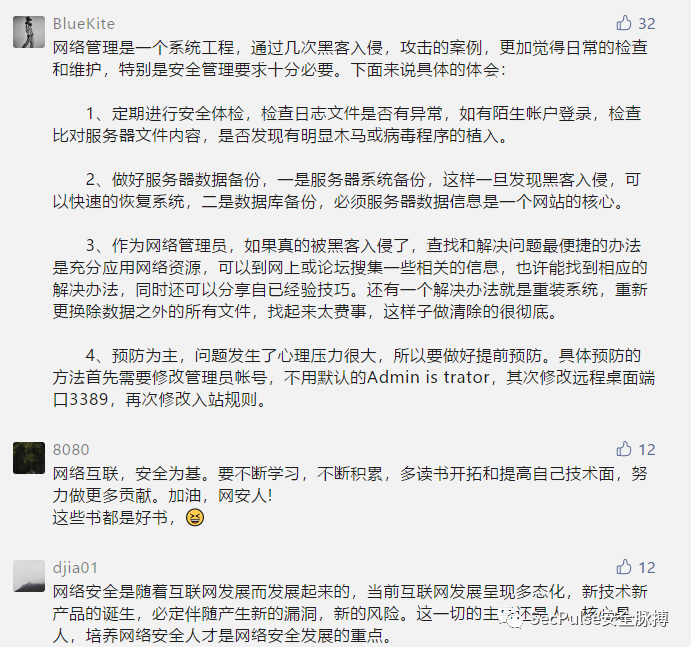 BlueKite 32
网络管理是一个系统工程，通过几次黑客入侵，攻击的案例，更加觉得日常的检查
和维护，特别是安全管理要求十分必要。下面来说具体的体会：
1、定期进行安全体检，检查日志文件是否有异常，如有陌生帐户登录，检查
比对服务器文件内容，是否发现有明显木马或病毒程序的植入。
2、做好服务器数据备份，一是服务器系统备份，这样一旦发现黑客入侵，可
以快速的恢复系统，二是数据库备份，必须服务器数据信息是一个网站的核心。
3、作为网络管理员，如果真的被黑客入侵了，查找和解决问题最便捷的办法
是充分应用网络资源，可以到网上或论坛搜集一些相关的信息，也许能找到相应的
解决办法，同时还可以分享自已经验技巧。还有一个解决办法就是重装系统，重新
更换除数据之外的所有文件，找起来太费事，这样子做清除的很彻底。
4、预防为主，问题发生了心理压力很大，所以要做好提前预防。具体预防的
方法首先需要修改管理员帐号，不用默认的Admin is trator，其次修改远程桌面端
口3389，再次修改入站规则。
8080 12
网络互联，安全为基。要不断学习，不断积累，多读书开拓和提高自己技术面，努
力做更多贡献。加油，网安人!
这些书都是好书，😆
djia01 12
网络安全是随着互联网发展而发展起来的，当前互联网发展呈现多态化，新技术新
产品的诞生，必定伴随产生新的漏洞，新的风险。这一切的主 还是人，核心是
人，培养网络安全人才是网络安全发展的重点。
SecPulse安全脉搏